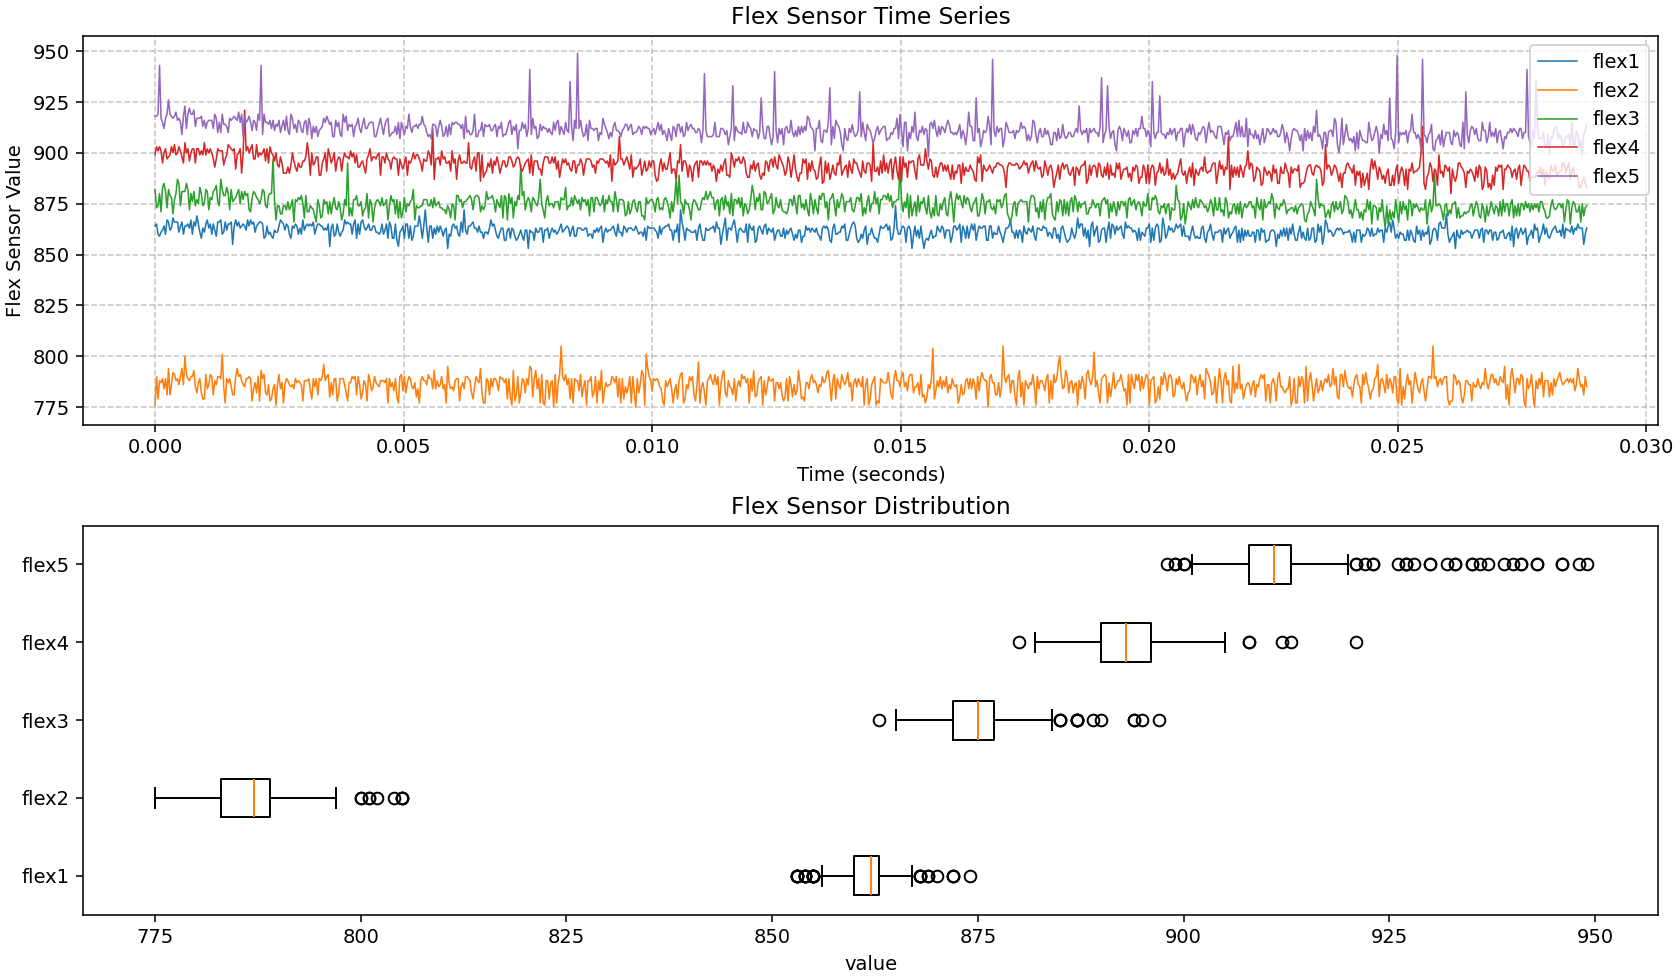 Flex Sensor Time Series
Flex Sensor Value
950
925
900
875
850
825
800
775
flex1
flex2
flex3
flex4
flex5
0.000 0.005 0.010 0.015 0.020 0.025 0.030
Time (seconds)
Flex Sensor Distribution
flex5
flex4
flex3
flex2
flex1
775 800 825 850 875 900 925 950
value